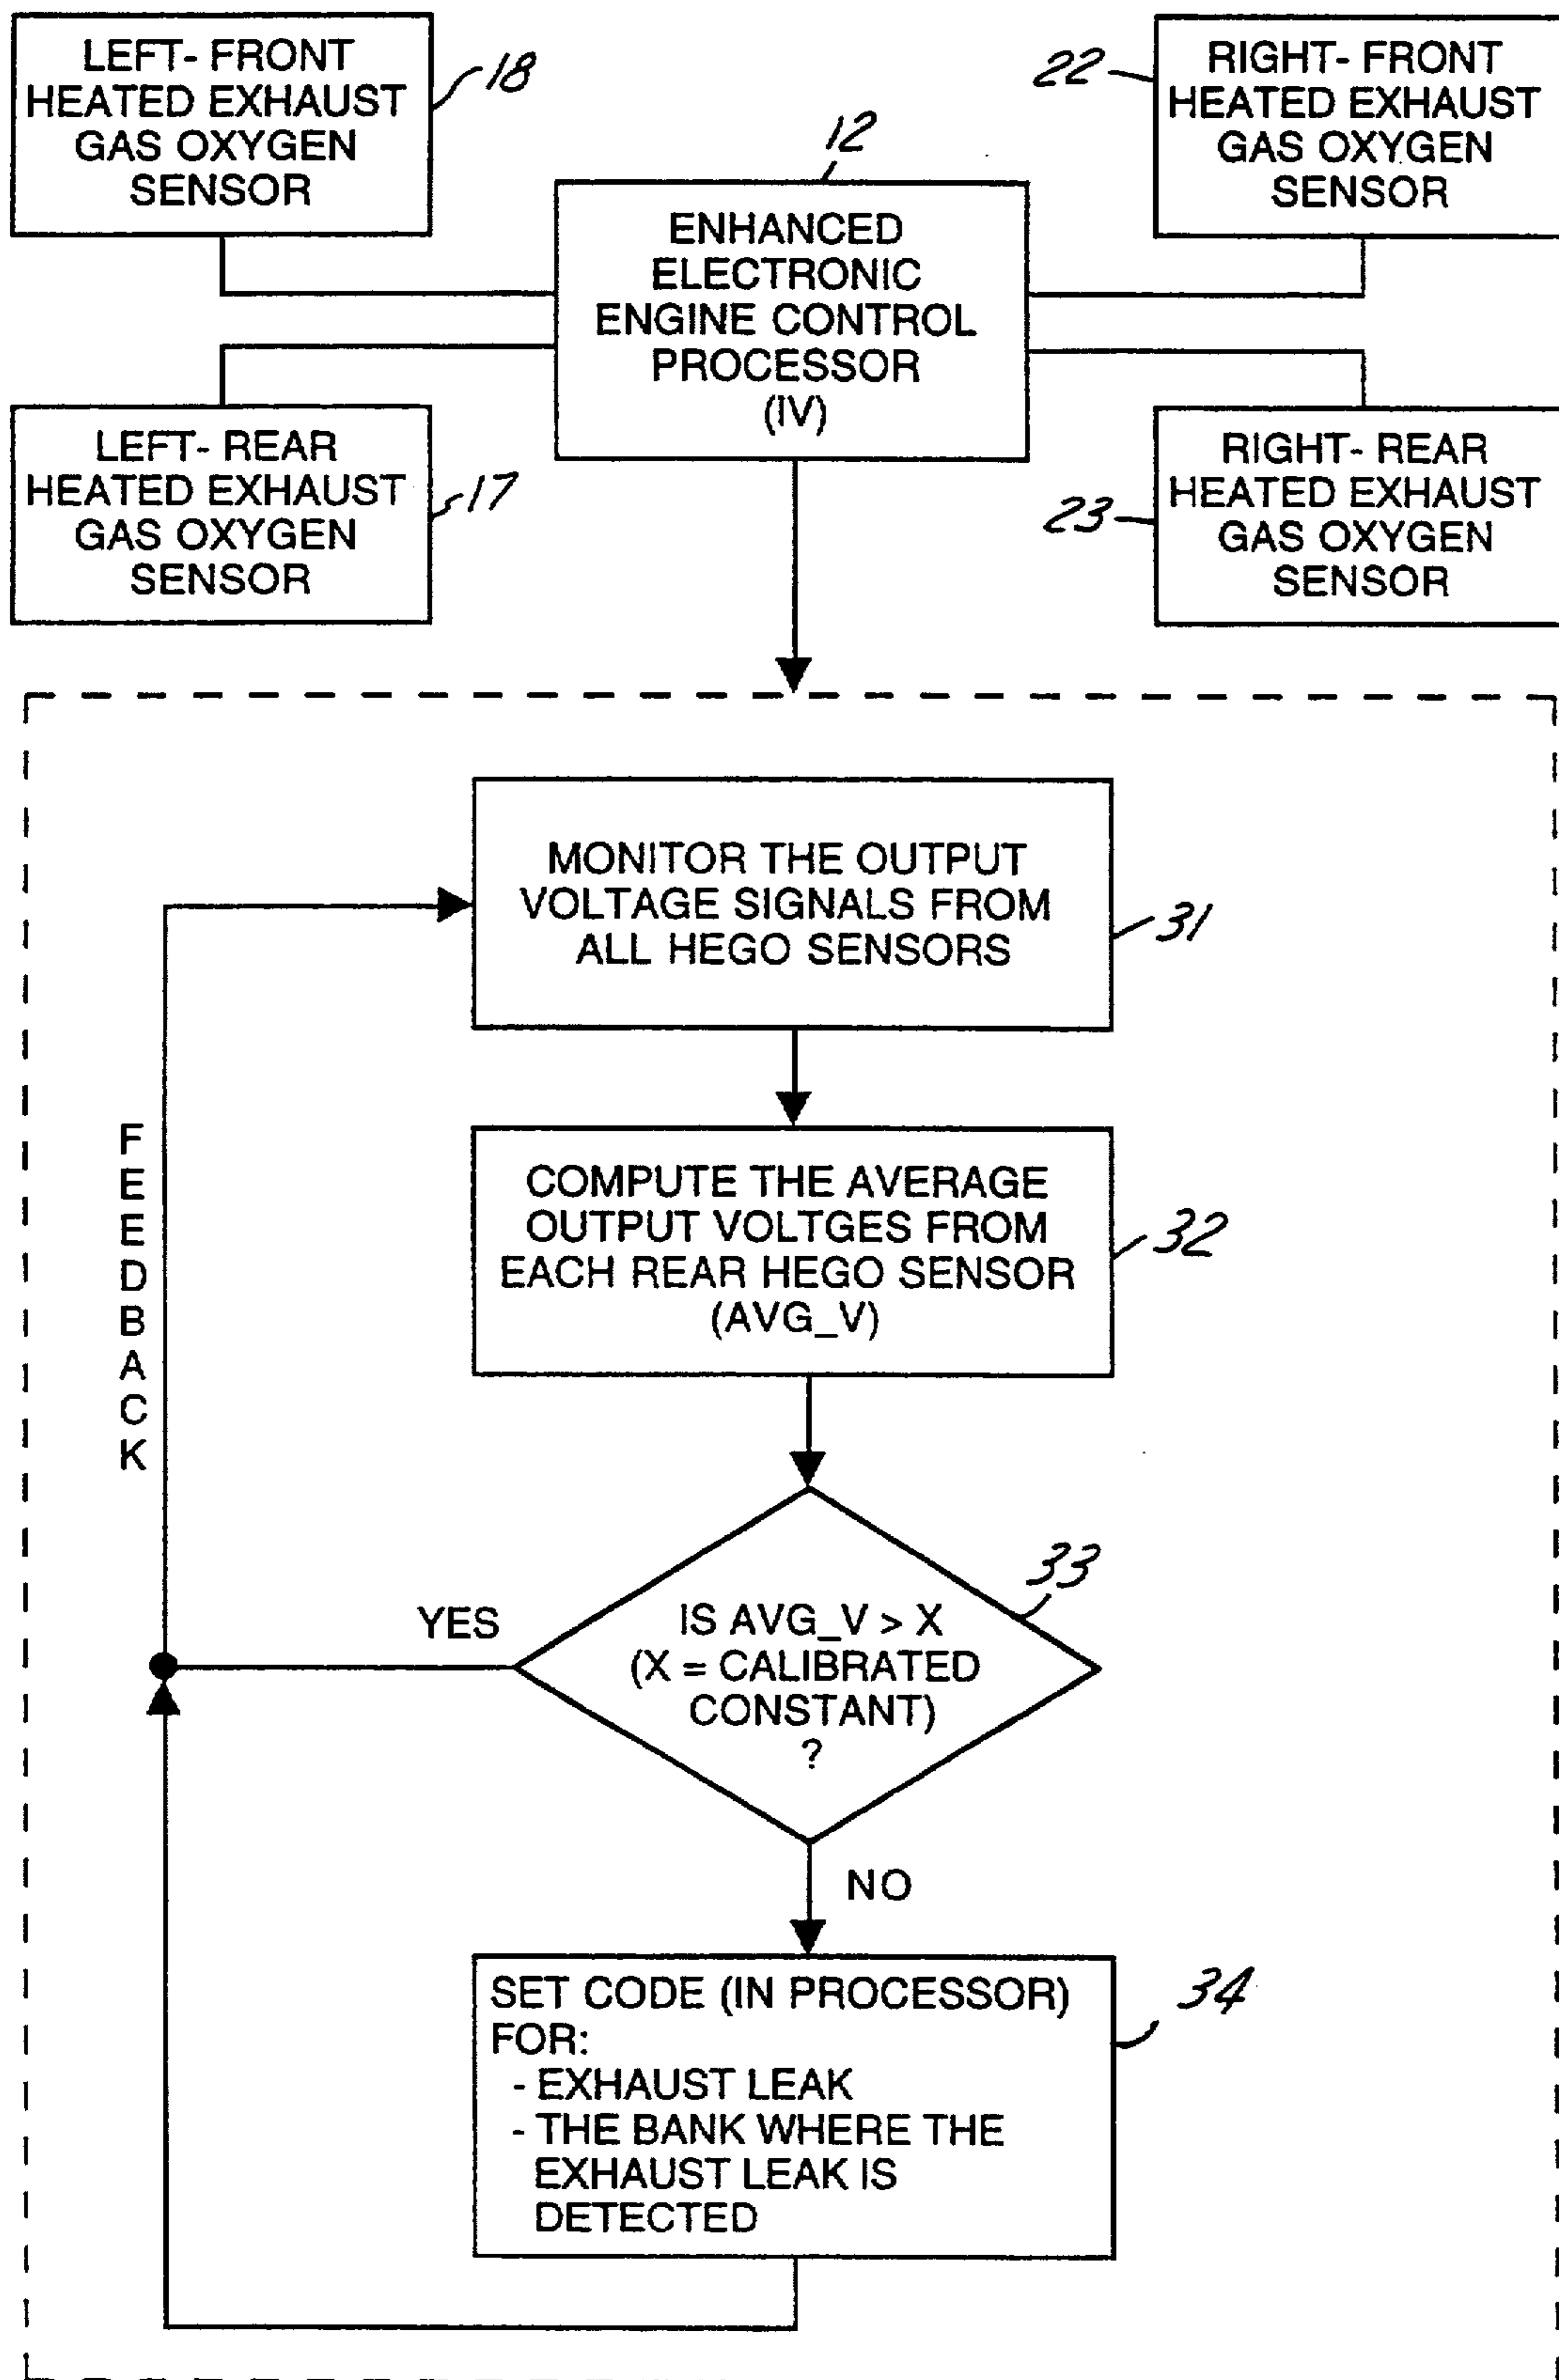 LEFT- FRONT
HEATED EXHAUST
GAS OXYGEN
SENSOR
18
22
RIGHT- FRONT
HEATED EXHAUST
GAS OXYGEN
SENSOR
12
ENHANCED
ELECTRONIC
ENGINE CONTROL
PROCESSOR
(IV)
LEFT- REAR
HEATED EXHAUST
GAS OXYGEN
SENSOR
17
23
RIGHT- REAR
HEATED EXHAUST
GAS OXYGEN
SENSOR
MONITOR THE OUTPUT
VOLTAGE SIGNALS FROM
ALL HEGO SENSORS
31
FEEDBACK
COMPUTE THE AVERAGE
OUTPUT VOLTGES FROM
EACH REAR HEGO SENSOR
(AVG_V)
32
33
YES
IS AVG_V > X
(X = CALIBRATED
CONSTANT)
?
NO
SET CODE (IN PROCESSOR)
FOR:
- EXHAUST LEAK
- THE BANK WHERE THE
EXHAUST LEAK IS
DETECTED
34